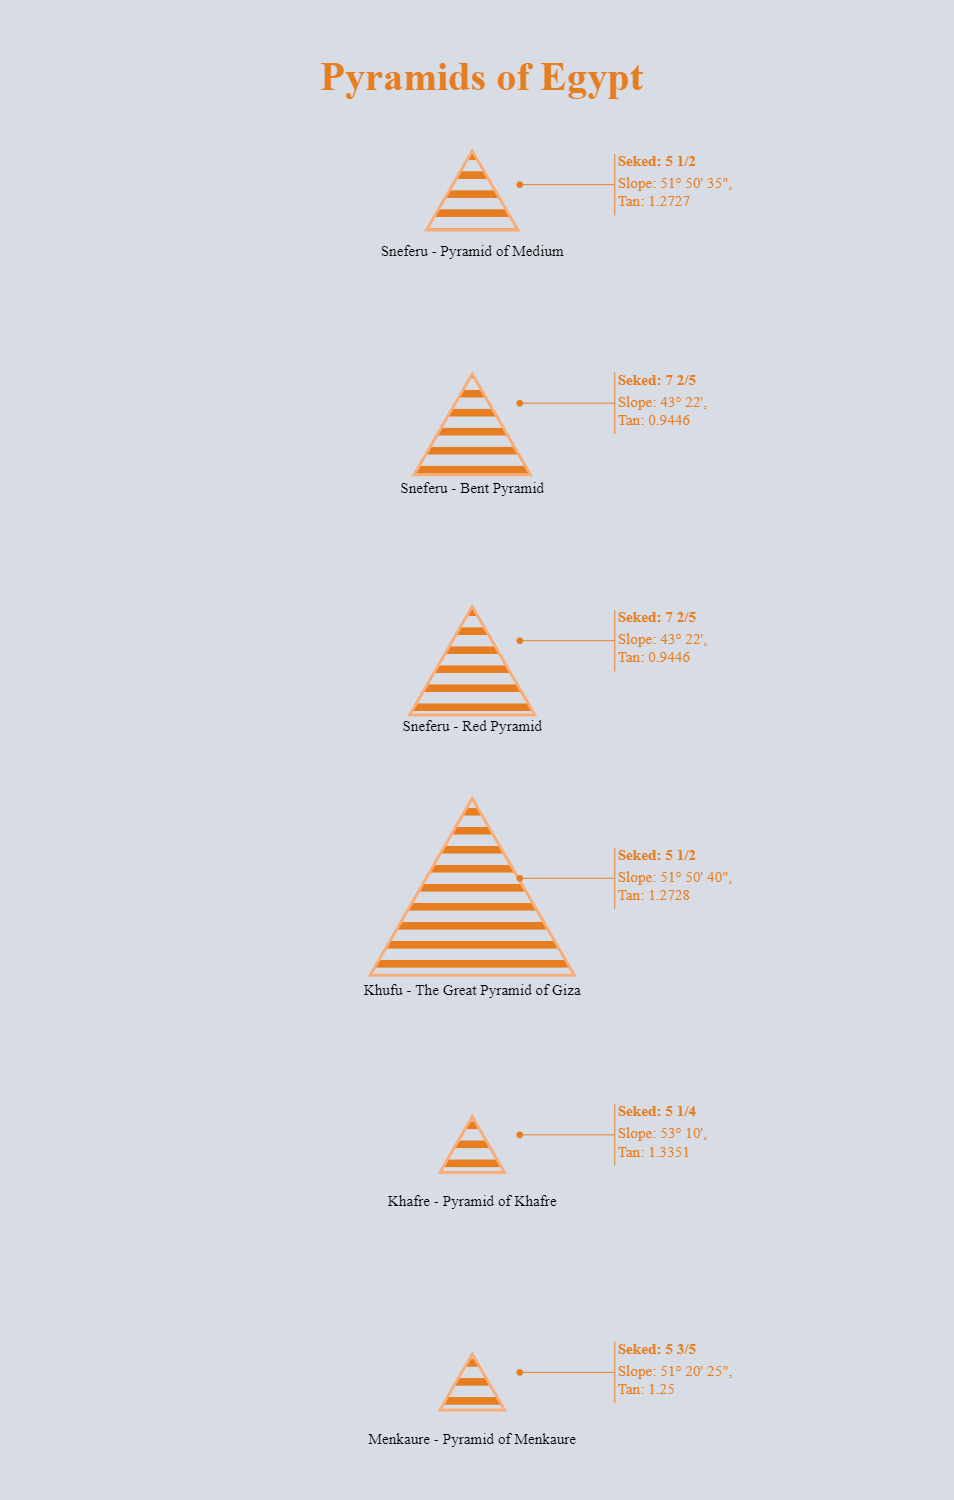 Pyramids of Egypt
Seked: 5 1/2
Slope: 51° 50' 35",
Tan: 1.2727
Sneferu - Pyramid of Medium
Seked: 7 2/5
Slope: 43° 22',
Tan: 0.9446
Sneferu - Bent Pyramid
Seked: 7 2/5
Slope: 43° 22',
Tan: 0.9446
Sneferu - Red Pyramid
Seked: 5 1/2
Slope: 51° 50' 40",
Tan: 1.2728
Khufu - The Great Pyramid of Giza
Seked: 5 1/4
Slope: 53° 10',
Tan: 1.3351
Khafre - Pyramid of Khafre
Seked: 5 3/5
Slope: 51° 20' 25",
Tan: 1.25
Menkaure - Pyramid of Menkaure